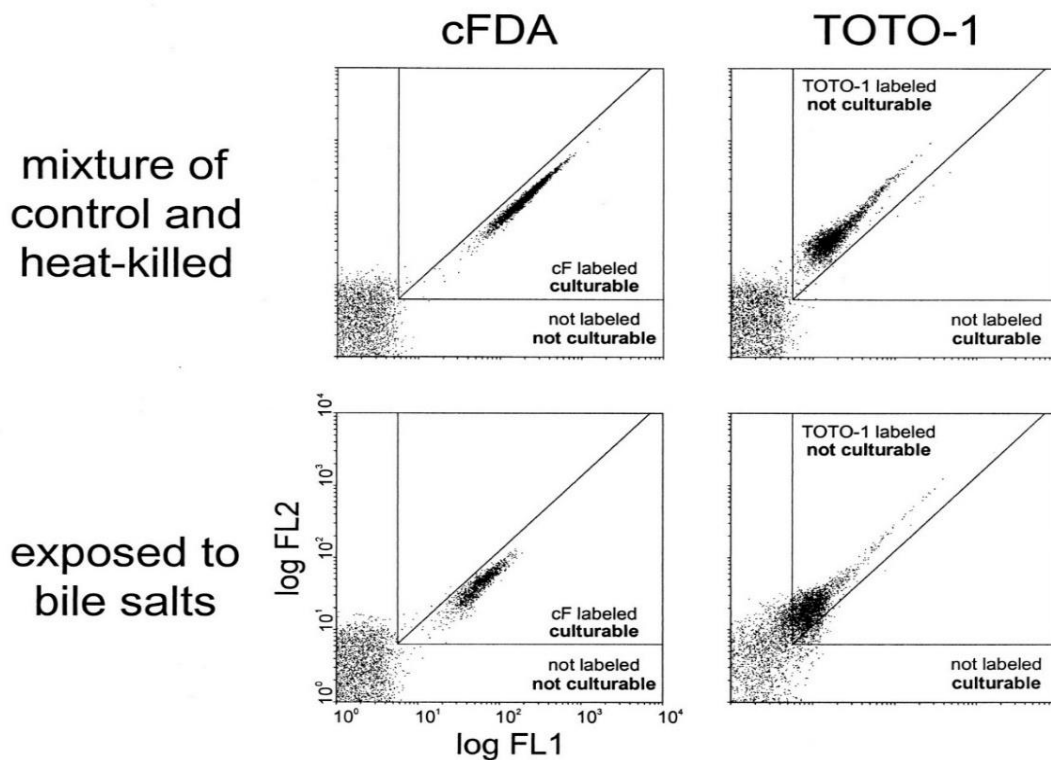 cFDA
TOTO-1
mixture of
control and
heat-killed
cF labeled
culturable
not labeled
not culturable
TOTO-1 labeled
not culturable
not labeled
culturable
exposed to
bile salts
log FL2
10⁴
10³
10²
10¹
10⁰
cF labeled
culturable
not labeled
not culturable
10⁰ 10¹ 10² 10³ 10⁴
log FL1
TOTO-1 labeled
not culturable
not labeled
culturable